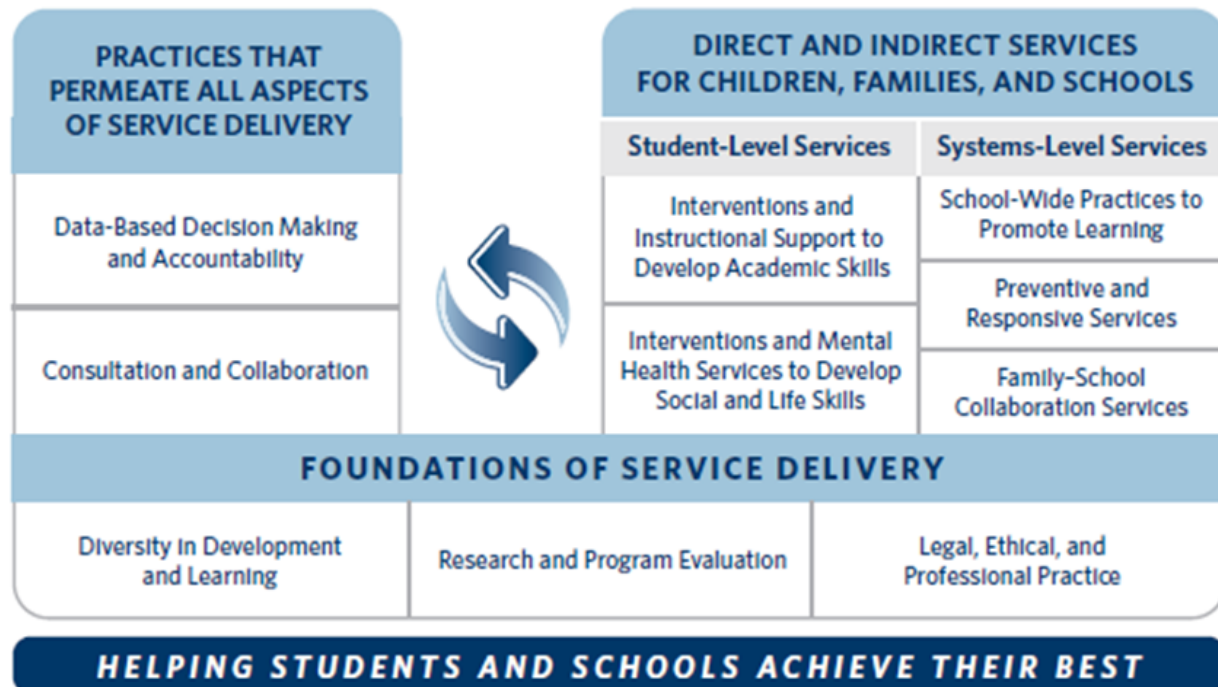 PRACTICES THAT
PERMEATE ALL ASPECTS
OF SERVICE DELIVERY
Data-Based Decision Making
and Accountability
Consultation and Collaboration
DIRECT AND INDIRECT SERVICES
FOR CHILDREN, FAMILIES, AND SCHOOLS
Student-Level Services
Interventions and
Instructional Support to
Develop Academic Skills
Interventions and Mental
Health Services to Develop
Social and Life Skills
Systems-Level Services
School-Wide Practices to
Promote Learning
Preventive and
Responsive Services
Family-School
Collaboration Services
FOUNDATIONS OF SERVICE DELIVERY
Diversity in Development
and Learning
Research and Program Evaluation
Legal, Ethical, and
Professional Practice
HELPING STUDENTS AND SCHOOLS ACHIEVE THEIR BEST